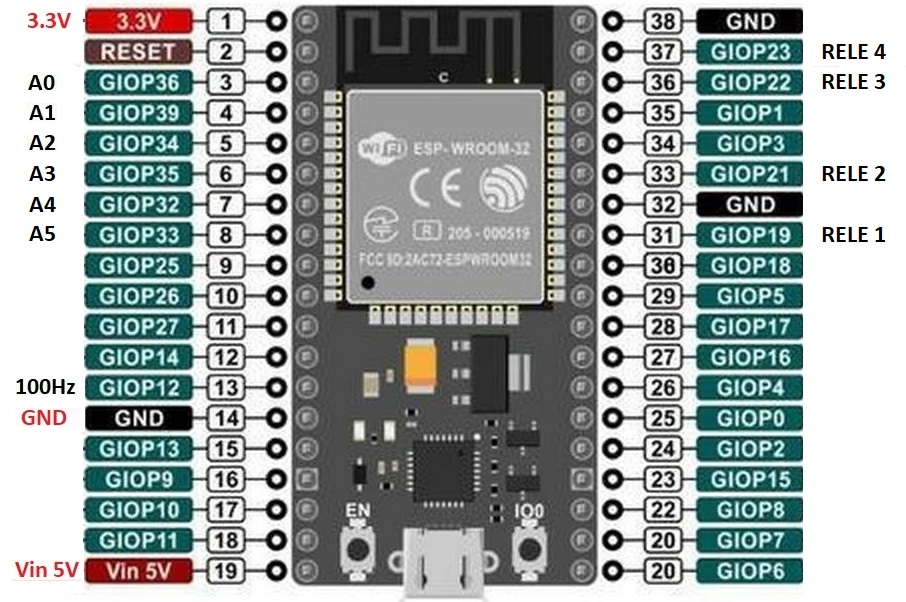 3.3V 3.3V 1 38 GND
RESET 2 37 GIOP23 RELE 4
A0 GIOP36 3 C 36 GIOP22 RELE 3
A1 GIOP39 4 35 GIOP1
A2 GIOP34 5 WiFi ESP-WROOM-32 34 GIOP3
A3 GIOP35 6 CE 33 GIOP21 RELE 2
A4 GIOP32 7 32 GND
A5 GIOP33 8 R 205-000519 31 GIOP19 RELE 1
GIOP25 9 FCC 9D:2AC72-ESPWROOM32 30 GIOP18
GIOP26 10 29 GIOP5
GIOP27 11 28 GIOP17
GIOP14 12 27 GIOP16
100Hz GIOP12 13 26 GIOP4
GND GND 14 25 GIOP0
GIOP13 15 24 GIOP2
GIOP9 16 23 GIOP15
GIOP10 17 EN IO0 22 GIOP8
GIOP11 18 20 GIOP7
Vin 5V Vin 5V 19 20 GIOP6